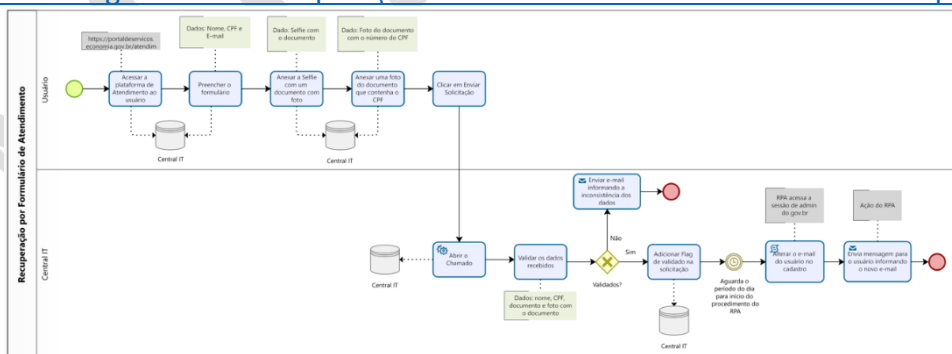 Recuperação por Formulário de Atendimento
Usuário
https://portaldeservicos.
economia.gov.br/atendim
Dados: Nome, CPF e
E-mail
Dado: Selfie com
o documento
Dado: Foto do documento
com o número do CPF
Acessar a
plataforma de
Atendimento ao
usuário
Preencher o
formulário
Anexar a Selfie
com um
documento com
foto
Anexar uma foto
do documento
que contenha o
CPF
Clicar em Enviar
Solicitação
Central IT
Central IT
Central IT
Enviar e-mail
informando a
inconsistência dos
dados
RPA acessa a
sessão de admin
do gov.br
Ação do RPA
Não
Sim
Central IT
Abrir o
Chamado
Validar os dados
recebidos
Validados?
Adicionar Flag
de validado na
solicitação
Aguarda o
período do dia
para início do
procedimento do
RPA
Alterar o e-mail
do usuário no
cadastro
Envia mensagem para
o usuário informando
o novo e-mail
Dados: nome, CPF,
documento e foto com
o documento
Central IT